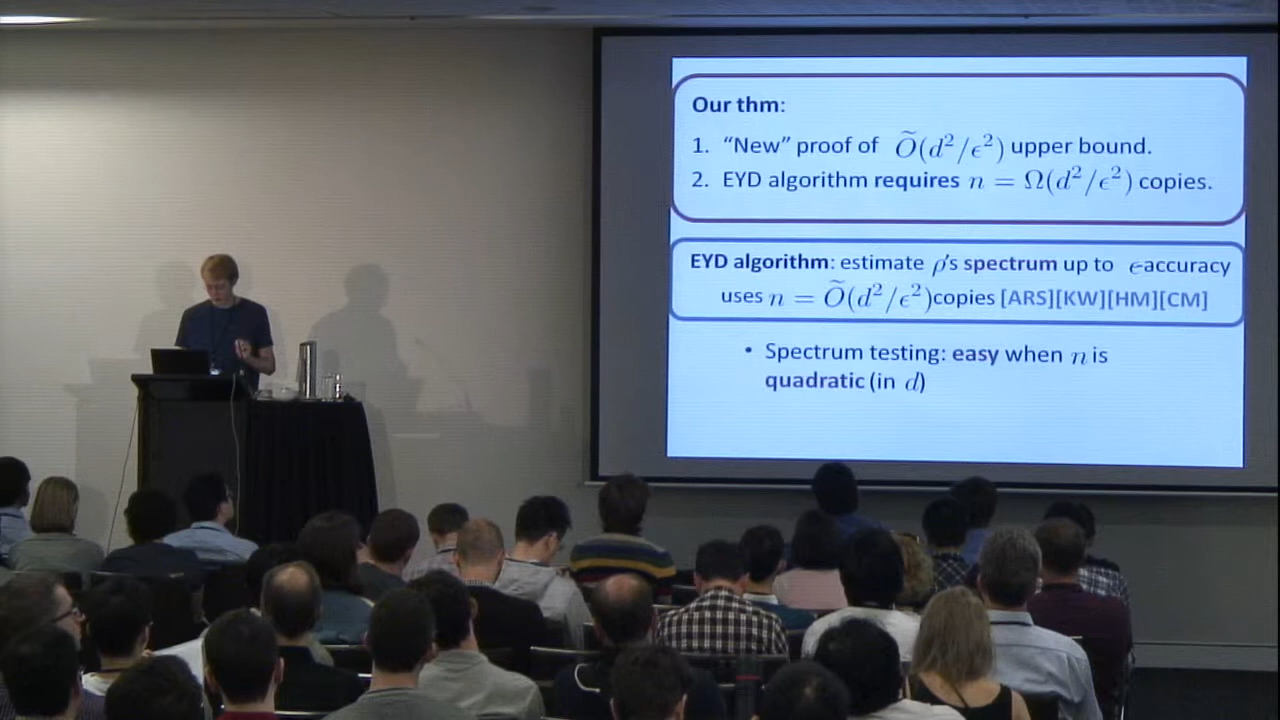 Our thm:
1. “New” proof of Õ(d²/ϵ²) upper bound.
2. EYD algorithm requires n = Ω(d²/ϵ²) copies.
EYD algorithm: estimate ρ's spectrum up to ϵ-accuracy
uses n = Õ(d²/ϵ²) copies [ARS][KW][HM][CM]
• Spectrum testing: easy when n is
quadratic (in d)